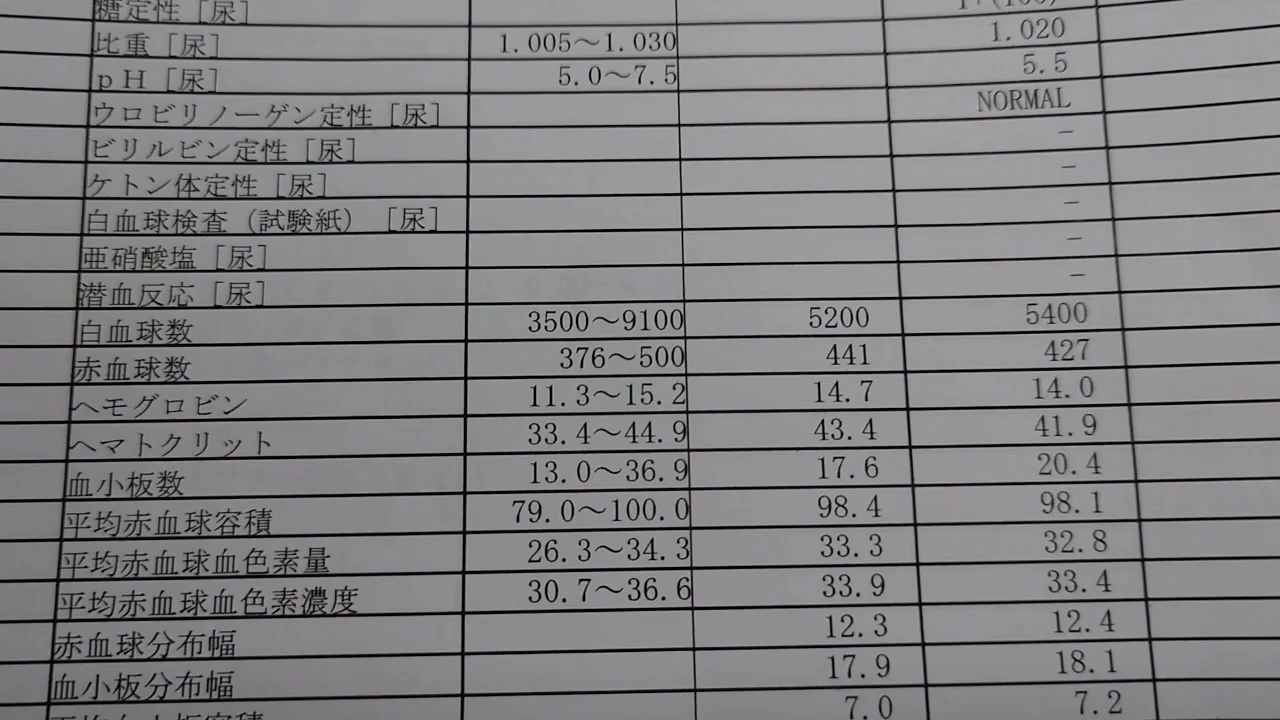 糖定性［尿］
比重［尿］ 1.005～1.030 1.020
ｐＨ［尿］ 5.0～7.5 5.5
ウロビリノーゲン定性［尿］ NORMAL
ビリルビン定性［尿］ －
ケトン体定性［尿］ －
白血球検査（試験紙）［尿］ －
亜硝酸塩［尿］ －
潜血反応［尿］ －
白血球数 3500～9100 5200 5400
赤血球数 376～500 441 427
ヘモグロビン 11.3～15.2 14.7 14.0
ヘマトクリット 33.4～44.9 43.4 41.9
血小板数 13.0～36.9 17.6 20.4
平均赤血球容積 79.0～100.0 98.4 98.1
平均赤血球血色素量 26.3～34.3 33.3 32.8
平均赤血球血色素濃度 30.7～36.6 33.9 33.4
赤血球分布幅 12.3 12.4
血小板分布幅 17.9 18.1
7.0 7.2